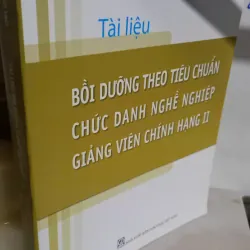 Tài liệu
BỒI DƯỠNG THEO TIÊU CHUẨN
CHỨC DANH NGHỀ NGHIỆP
GIẢNG VIÊN CHÍNH HẠNG II